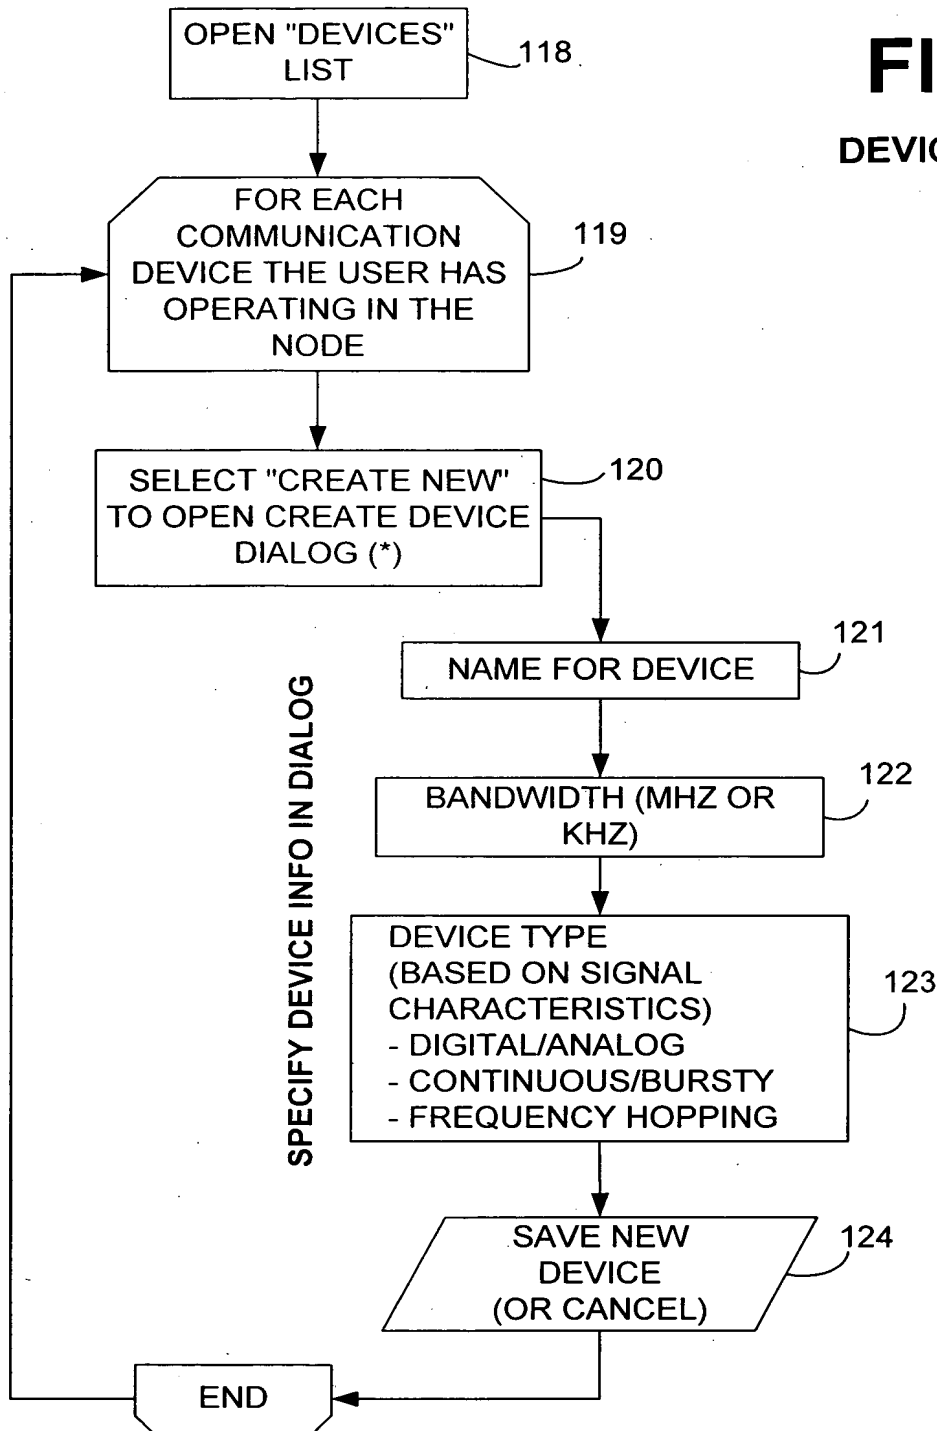 OPEN "DEVICES"
LIST
118
FI
DEVIC
FOR EACH
COMMUNICATION
DEVICE THE USER HAS
OPERATING IN THE
NODE
119
SELECT "CREATE NEW"
TO OPEN CREATE DEVICE
DIALOG (*)
120
NAME FOR DEVICE
121
SPECIFY DEVICE INFO IN DIALOG
BANDWIDTH (MHZ OR
KHZ)
122
DEVICE TYPE
(BASED ON SIGNAL
CHARACTERISTICS)
- DIGITAL/ANALOG
- CONTINUOUS/BURSTY
- FREQUENCY HOPPING
123
SAVE NEW
DEVICE
(OR CANCEL)
124
END